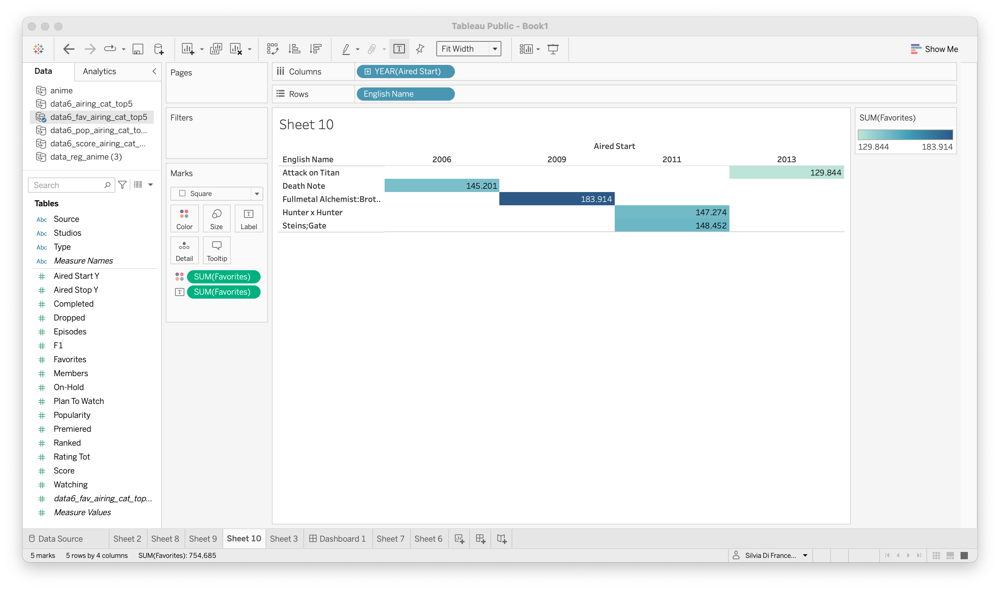 Tableau Public - Book1
Fit Width
Show Me
Data
Analytics
anime
data6_airing_cat_top5
data6_fav_airing_cat_top5
data6_pop_airing_cat_to...
data6_score_airing_cat_...
data_reg_anime (3)
Search
Tables
Abc Source
Abc Studios
Abc Type
Abc Measure Names
Aired Start Y
Aired Stop Y
Completed
Dropped
Episodes
F1
Favorites
Members
On-Hold
Plan To Watch
Popularity
Premiered
Ranked
Rating Tot
Score
Watching
data6_fav_airing_cat_top...
Measure Values
Pages
Filters
Marks
Square
Color
Size
T
Label
Detail
Tooltip
SUM(Favorites)
T SUM(Favorites)
Columns
YEAR(Aired Start)
Rows
English Name
Sheet 10
Aired Start
English Name 2006 2009 2011 2013
Attack on Titan 129.844
Death Note 145.201
Fullmetal Alchemist:Brot.. 183.914
Hunter x Hunter 147.274
Steins;Gate 148.452
SUM(Favorites)
129.844 183.914
Data Source
Sheet 2
Sheet 8
Sheet 9
Sheet 10
Sheet 3
Dashboard 1
Sheet 7
Sheet 6
5 marks
5 rows by 4 columns
SUM(Favorites): 754,685
Silvia Di France...